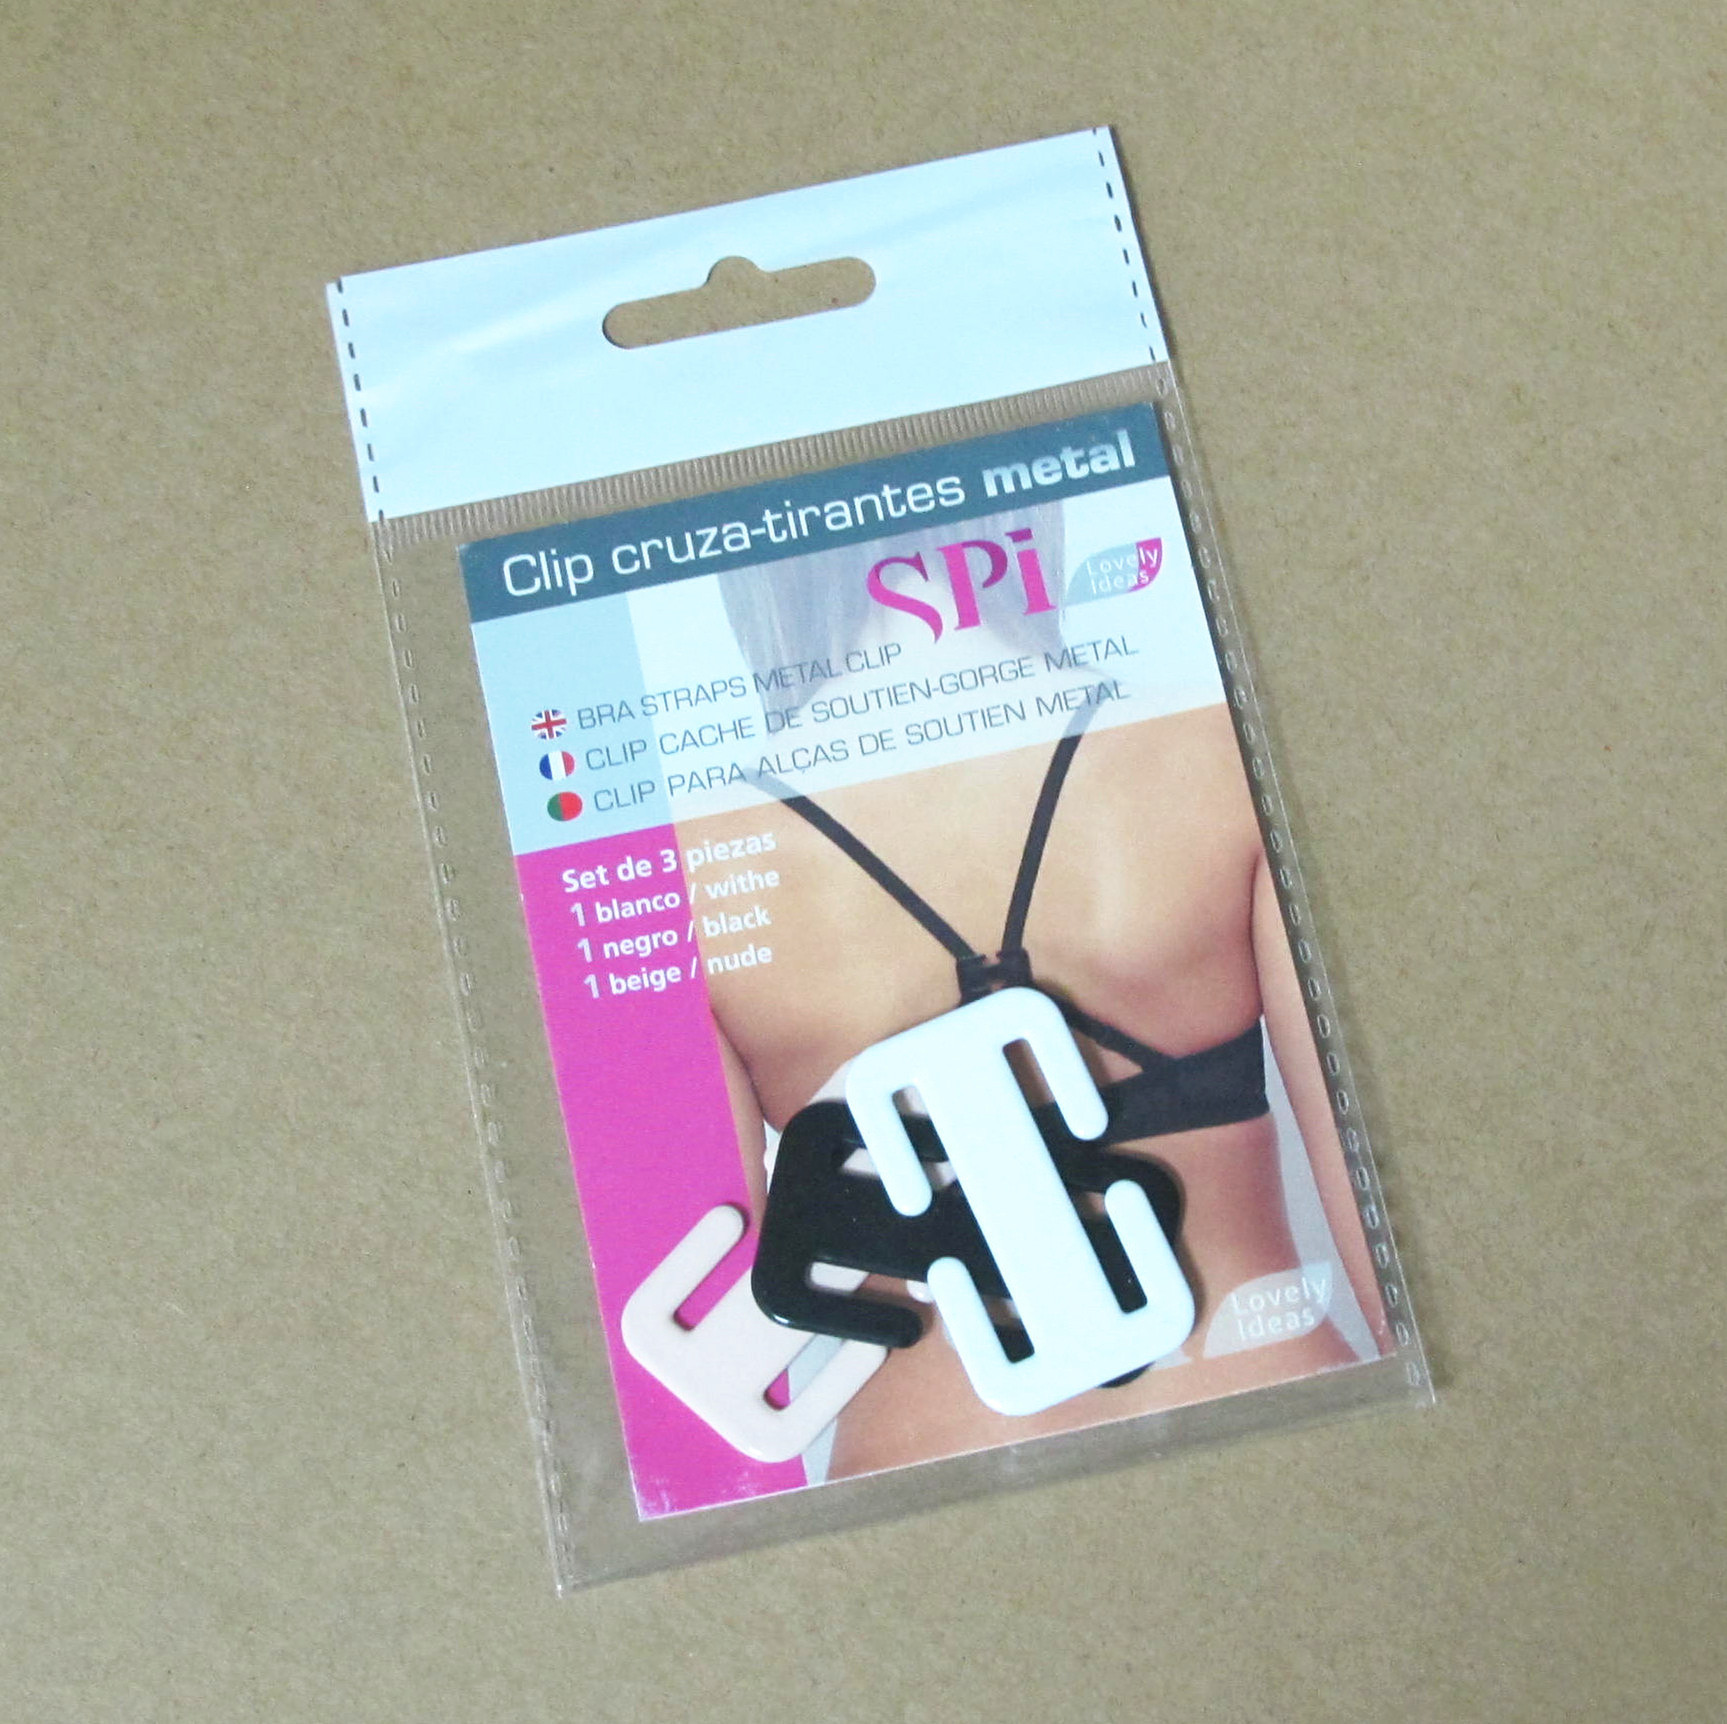 Clip cruza-tirantes metal
SPi
Lovely
Ideas
BRA STRAPS METAL CLIP
CLIP CACHE DE SOUTIEN-GORGE METAL
CLIP PARA ALÇAS DE SOUTIEN METAL
Set de 3 piezas
1 blanco / withe
1 negro / black
1 beige / nude
Lovely
Ideas